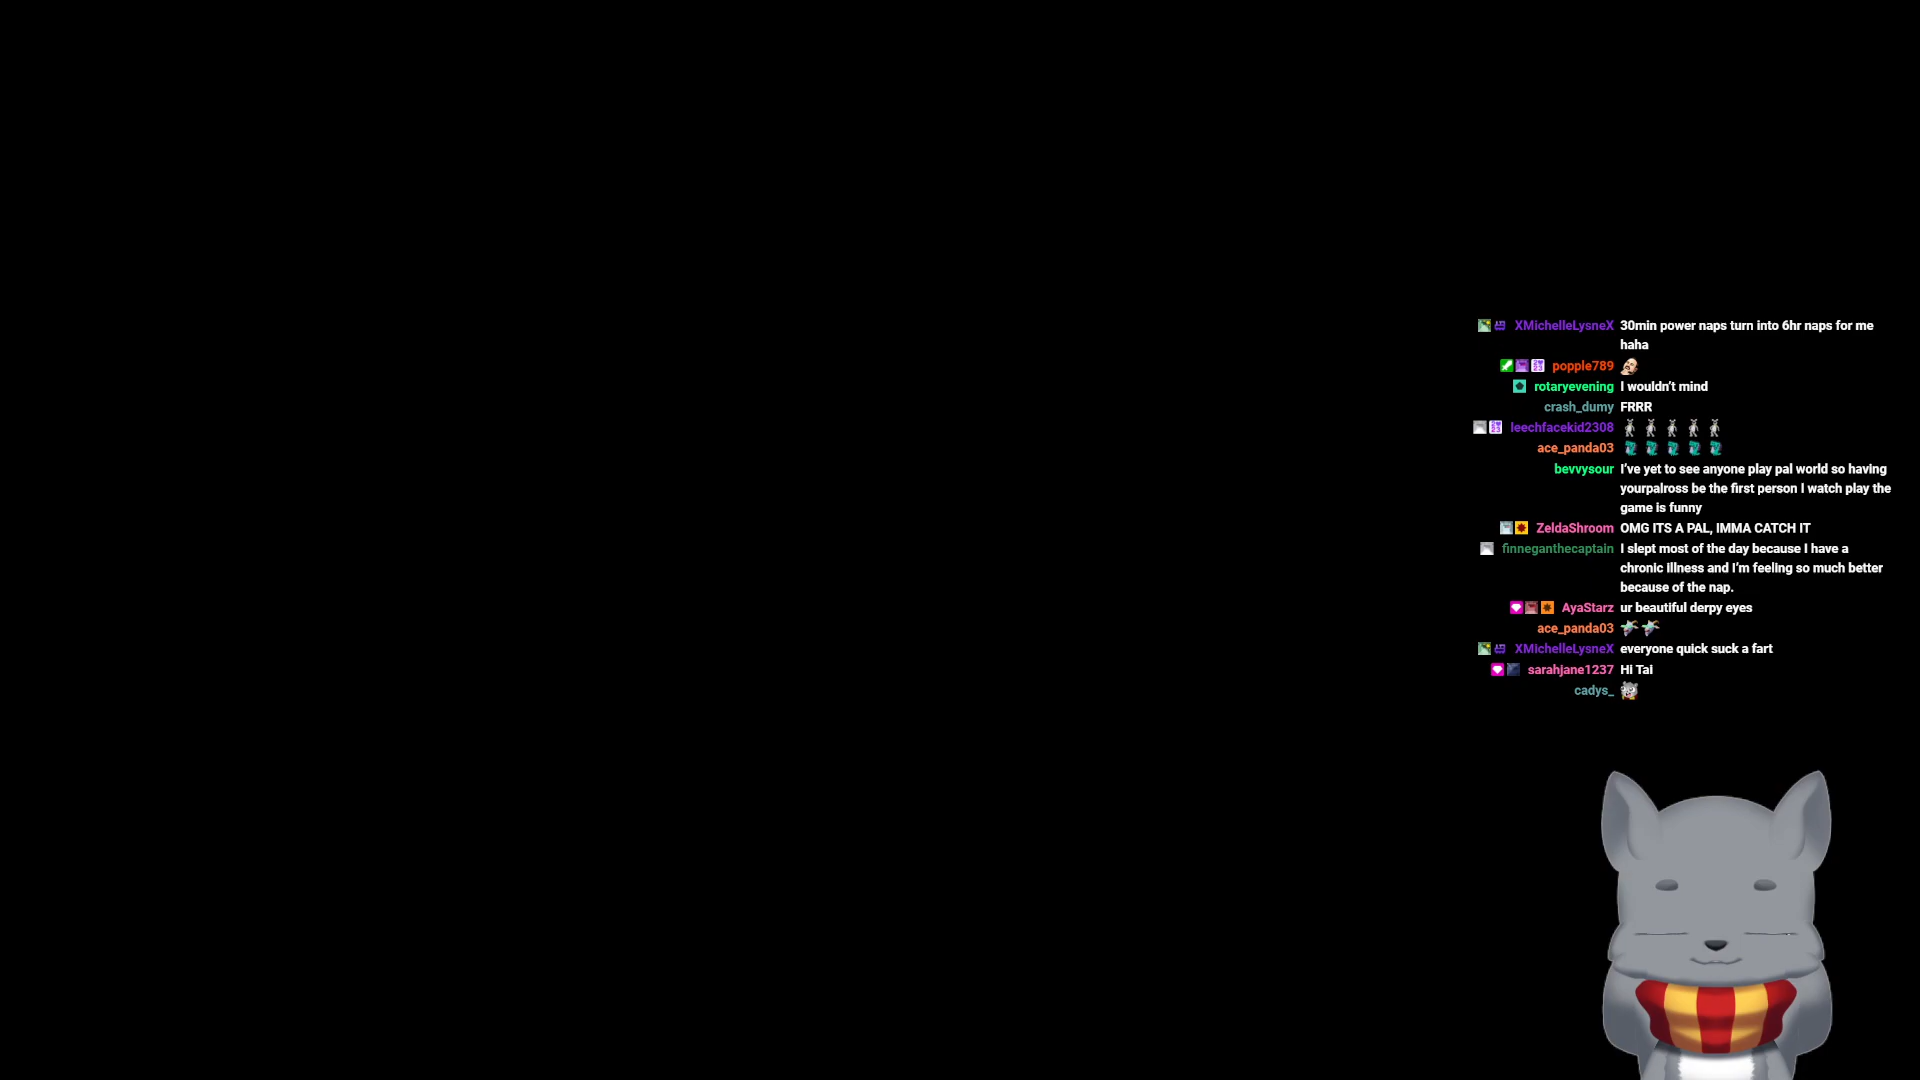 XMichelleLysneX 30min power naps turn into 6hr naps for me
haha
popple789
rotaryevening I wouldn't mind
crash_dumy FRRR
leechfacekid2308
ace_panda03
bevvysour I've yet to see anyone play pal world so having
yourpalross be the first person I watch play the
game is funny
ZeldaShroom OMG ITS A PAL, IMMA CATCH IT
finneganthecaptain I slept most of the day because I have a
chronic illness and I'm feeling so much better
because of the nap.
AyaStarz ur beautiful derpy eyes
ace_panda03
XMichelleLysneX everyone quick suck a fart
sarahjane1237 Hi Tai
cadys_